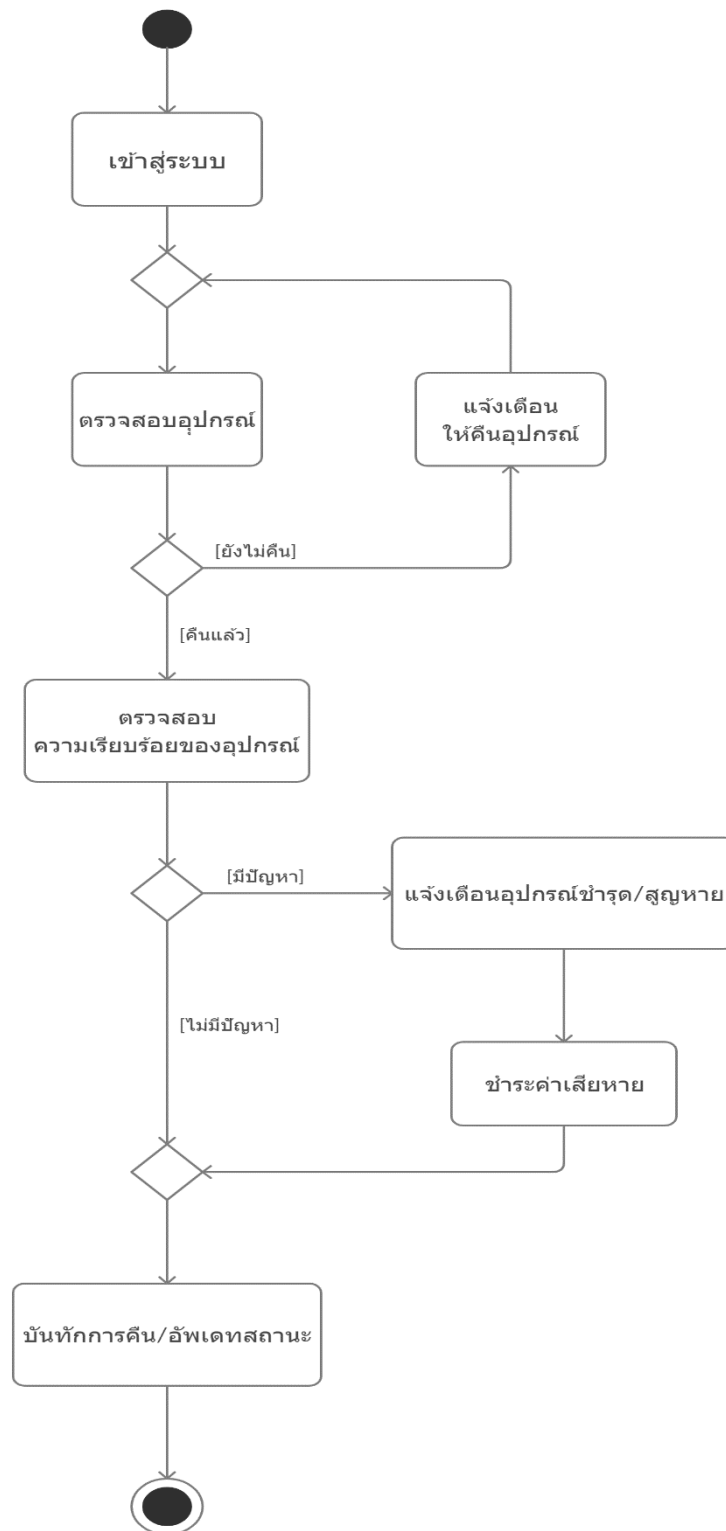 เข้าสู่ระบบ
ตรวจสอบอุปกรณ์
แจ้งเตือน
ให้คืนอุปกรณ์
[ยังไม่คืน]
[คืนแล้ว]
ตรวจสอบ
ความเรียบร้อยของอุปกรณ์
[มีปัญหา]
แจ้งเตือนอุปกรณ์ชำรุด/สูญหาย
[ไม่มีปัญหา]
ชำระค่าเสียหาย
บันทึกการคืน/อัพเดทสถานะ